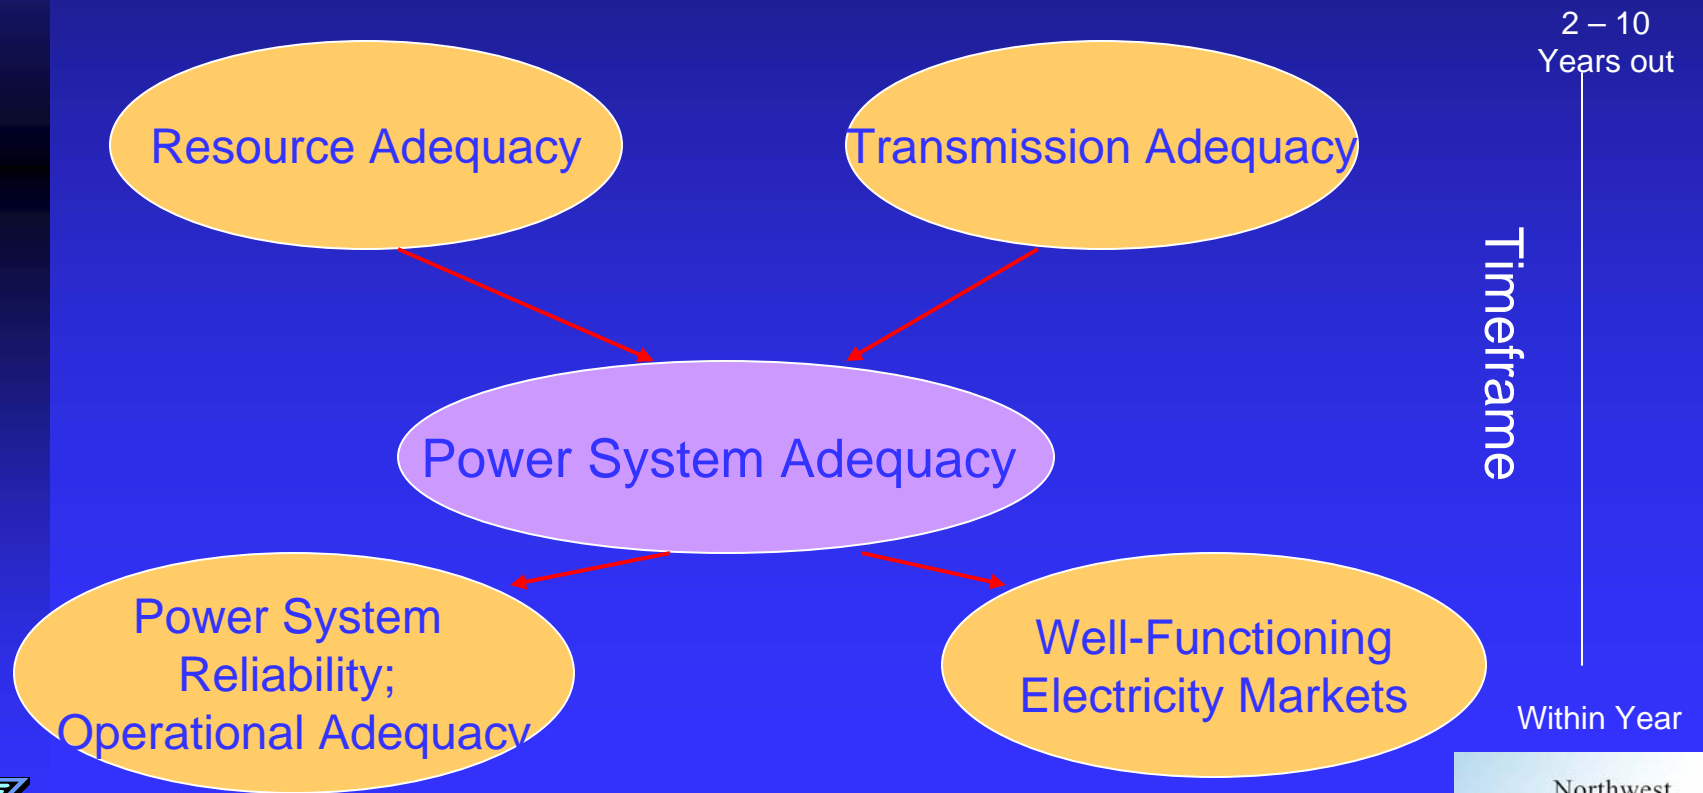 2 – 10
Years out
Resource Adequacy
Transmission Adequacy
Timeframe
Power System Adequacy
Power System
Reliability;
Operational Adequacy
Well-Functioning
Electricity Markets
Within Year
Northwest